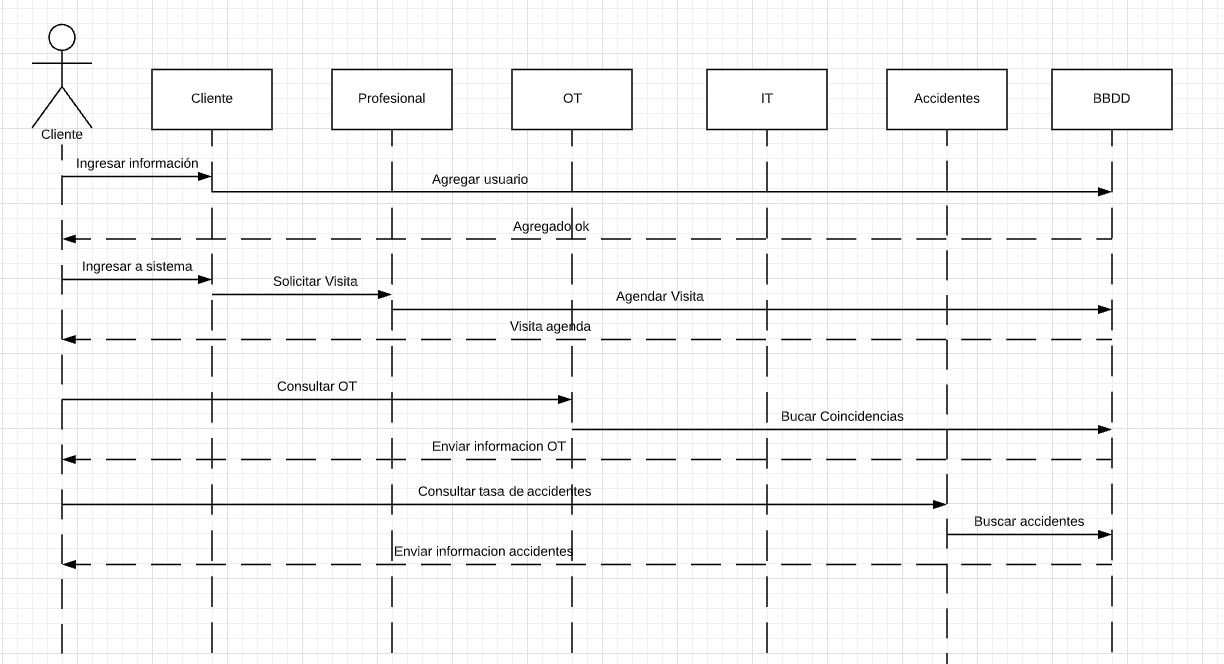 Cliente
Cliente
Profesional
OT
IT
Accidentes
BBDD
Ingresar información
Agregar usuario
Agregado ok
Ingresar a sistema
Solicitar Visita
Agendar Visita
Visita agenda
Consultar OT
Bucar Coincidencias
Enviar informacion OT
Consultar tasa de accidentes
Buscar accidentes
Enviar informacion accidentes